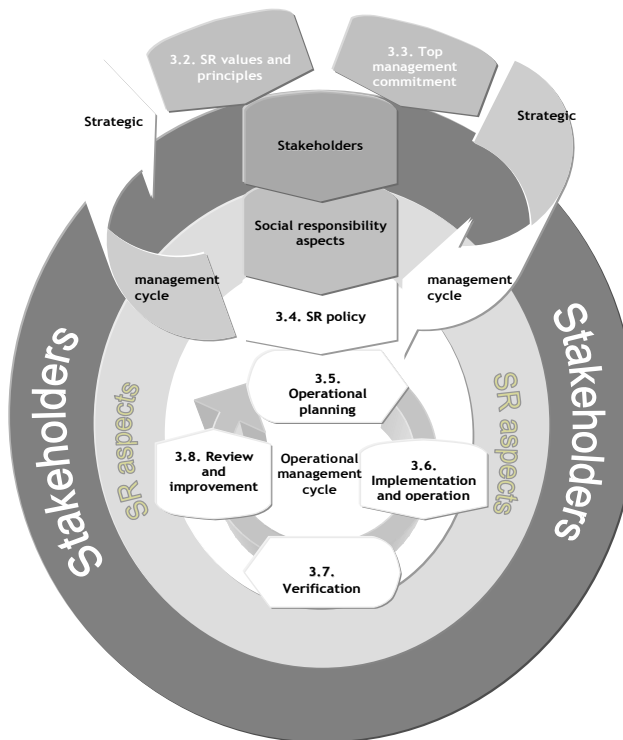 3.2. SR values and
principles
3.3. Top
management
commitment
Strategic
Strategic
Stakeholders
Social responsibility
aspects
management
cycle
management
cycle
3.4. SR policy
Stakeholders
Stakeholders
SR aspects
SR aspects
3.5.
Operational
planning
3.8. Review
and
improvement
Operational
management
cycle
3.6.
Implementation
and operation
3.7.
Verification